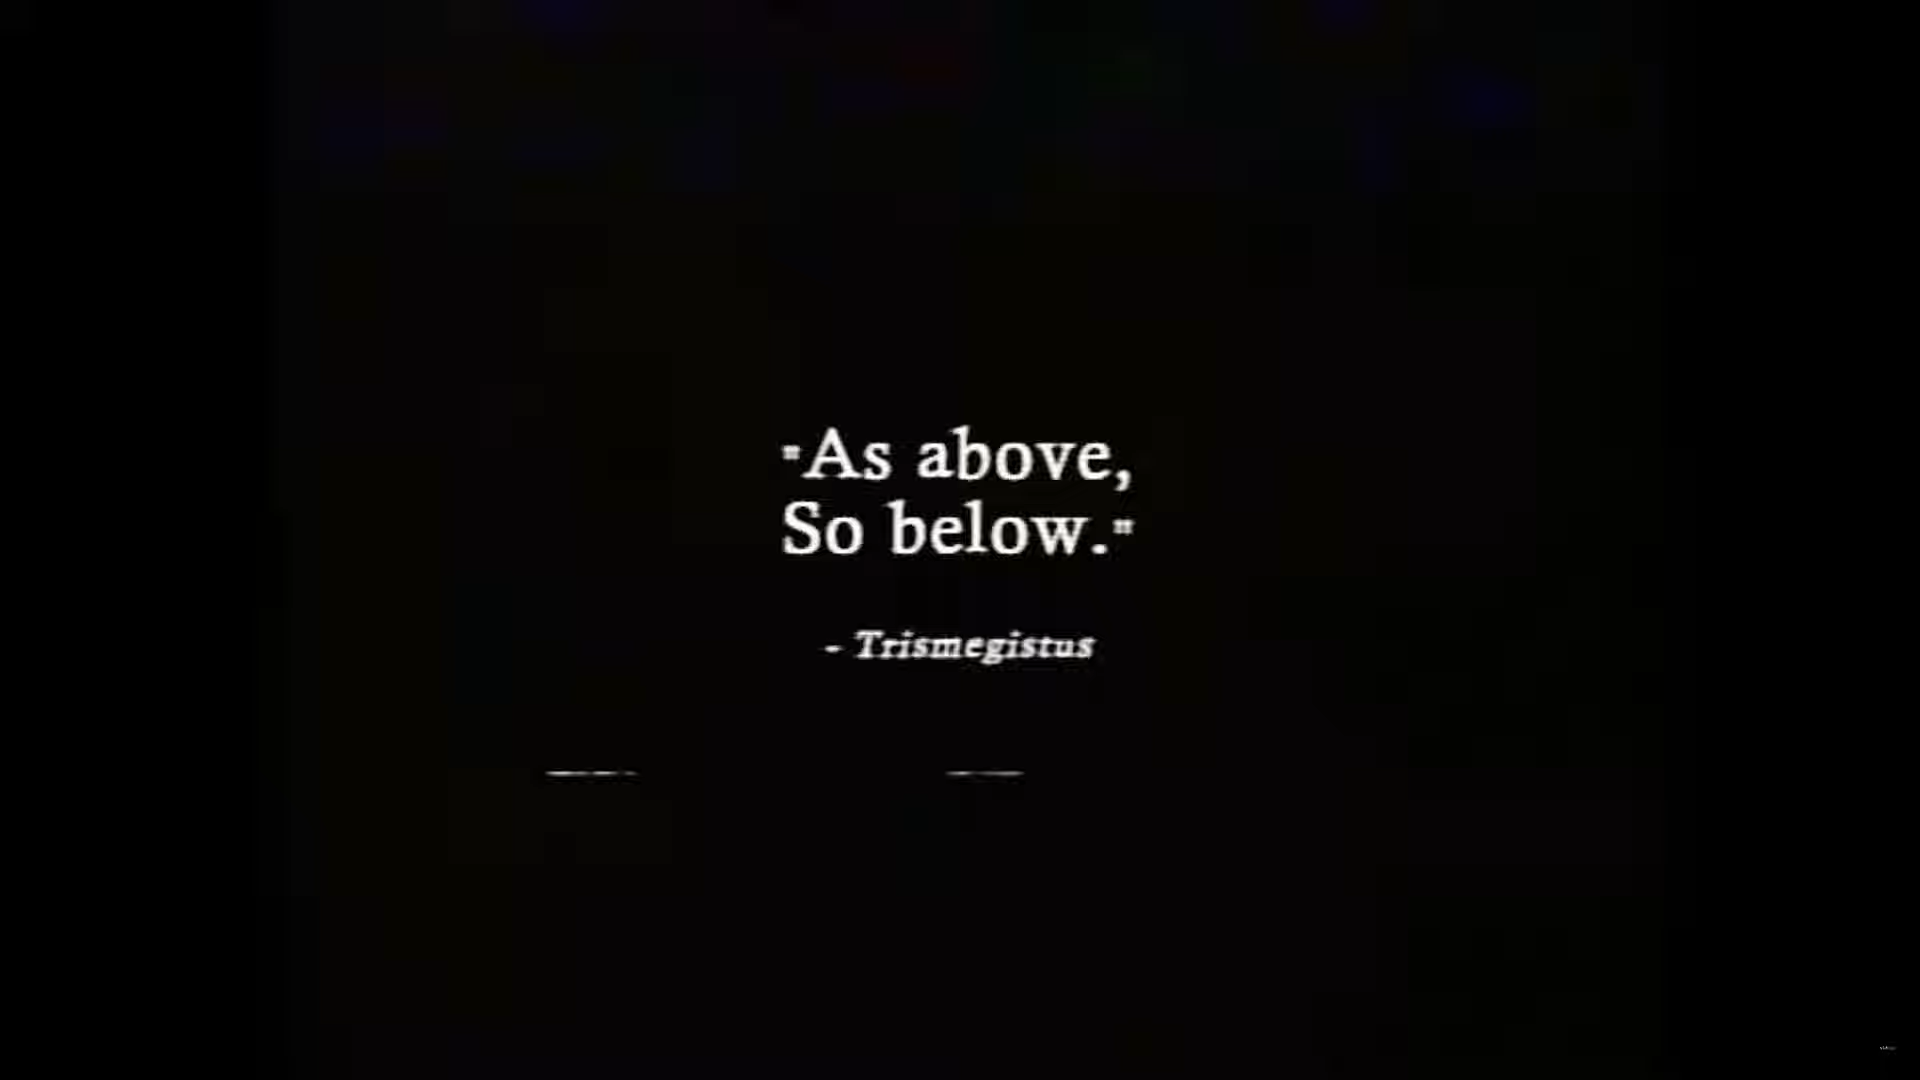 "As above,
So below."
- Trismegistus